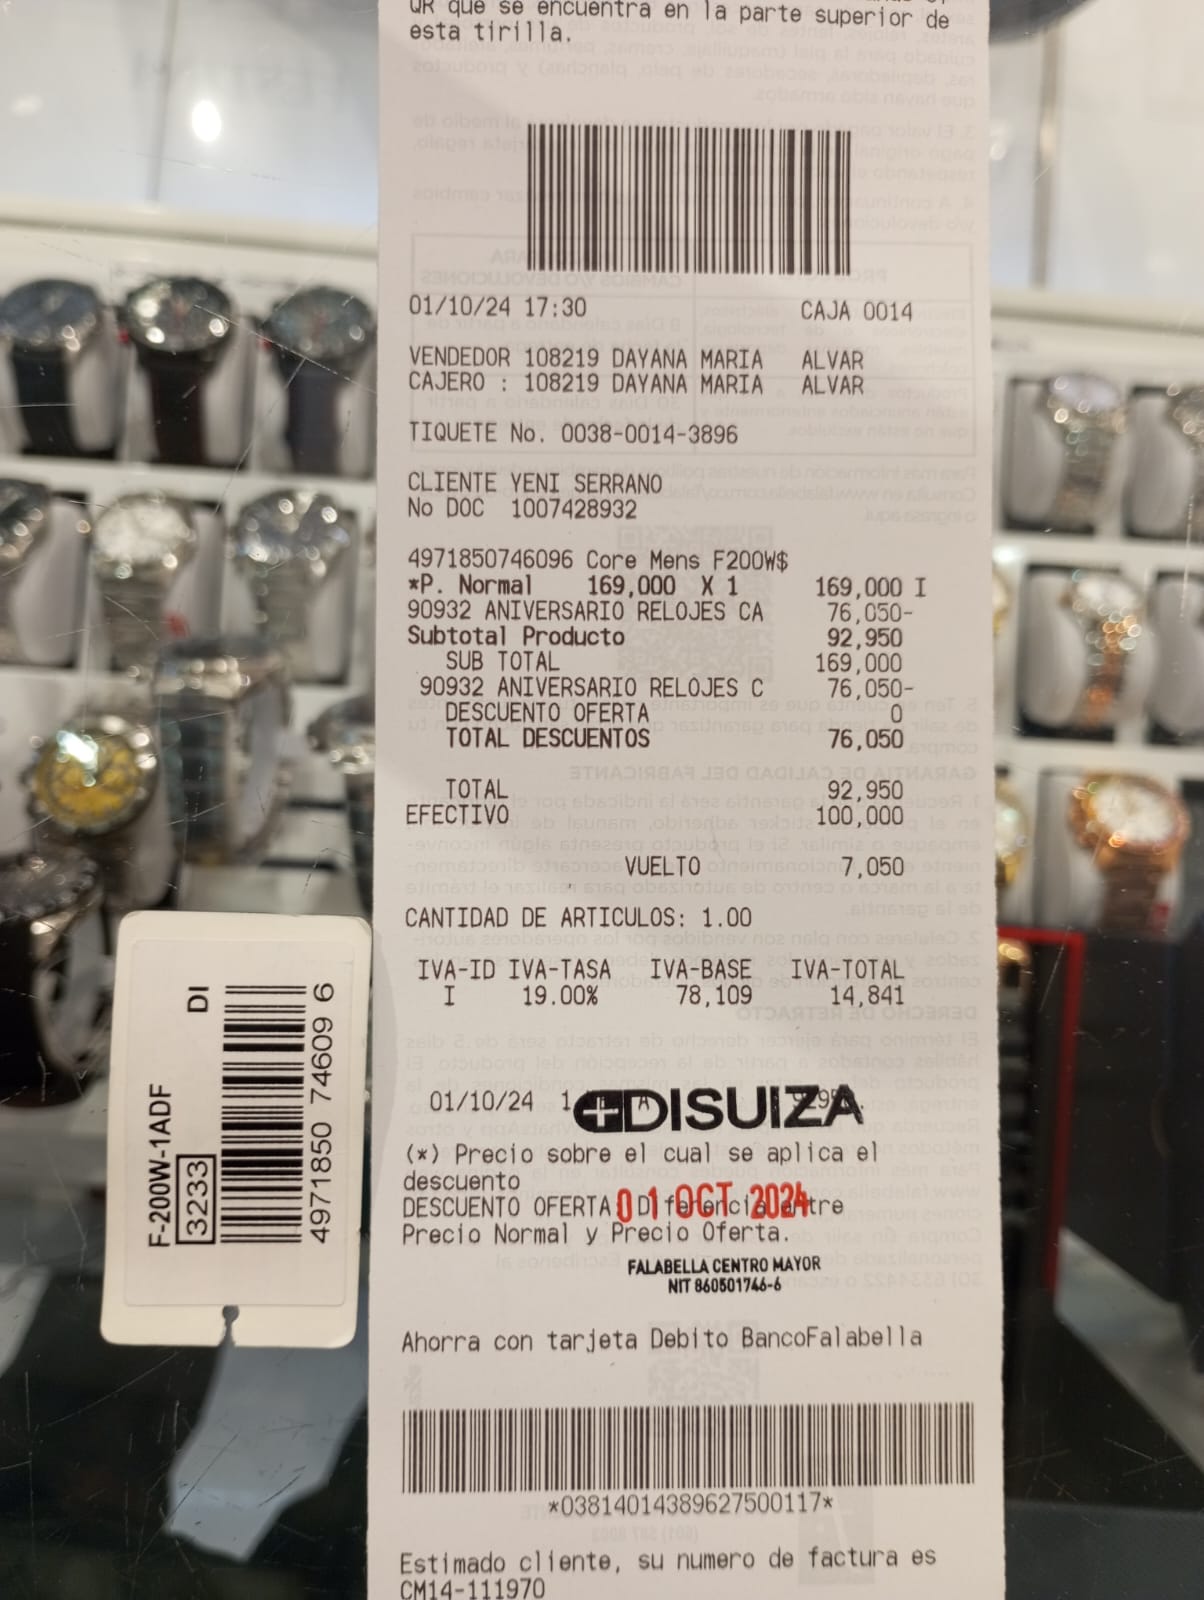 QR que se encuentra en la parte superior de
esta tirilla.
01/10/24 17:30 CAJA 0014
VENDEDOR 108219 DAYANA MARIA ALVAR
CAJERO : 108219 DAYANA MARIA ALVAR
TIQUETE No. 0038-0014-3896
CLIENTE YENI SERRANO
No DOC 1007428932
4971850746096 Core Mens F200W$
*P. Normal 169,000 X 1 169,000 I
90932 ANIVERSARIO RELOJES CA 76,050-
Subtotal Producto 92,950
SUB TOTAL 169,000
90932 ANIVERSARIO RELOJES C 76,050-
DESCUENTO OFERTA 0
TOTAL DESCUENTOS 76,050
TOTAL 92,950
EFECTIVO 100,000
VUELTO 7,050
CANTIDAD DE ARTICULOS: 1.00
IVA-ID IVA-TASA IVA-BASE IVA-TOTAL
I 19.00% 78,109 14,841
01/10/24
DISUIZA
(*) Precio sobre el cual se aplica el
descuento
DESCUENTO OFERTA Diferencia entre
01 OCT 2024
Precio Normal y Precio Oferta.
FALABELLA CENTRO MAYOR
NIT 860501746-6
Ahorra con tarjeta Debito BancoFalabella
*03814014389627500117*
Estimado cliente, su numero de factura es
CM14-111970
F-200W-1ADF DI
3233
4971850 74609 6